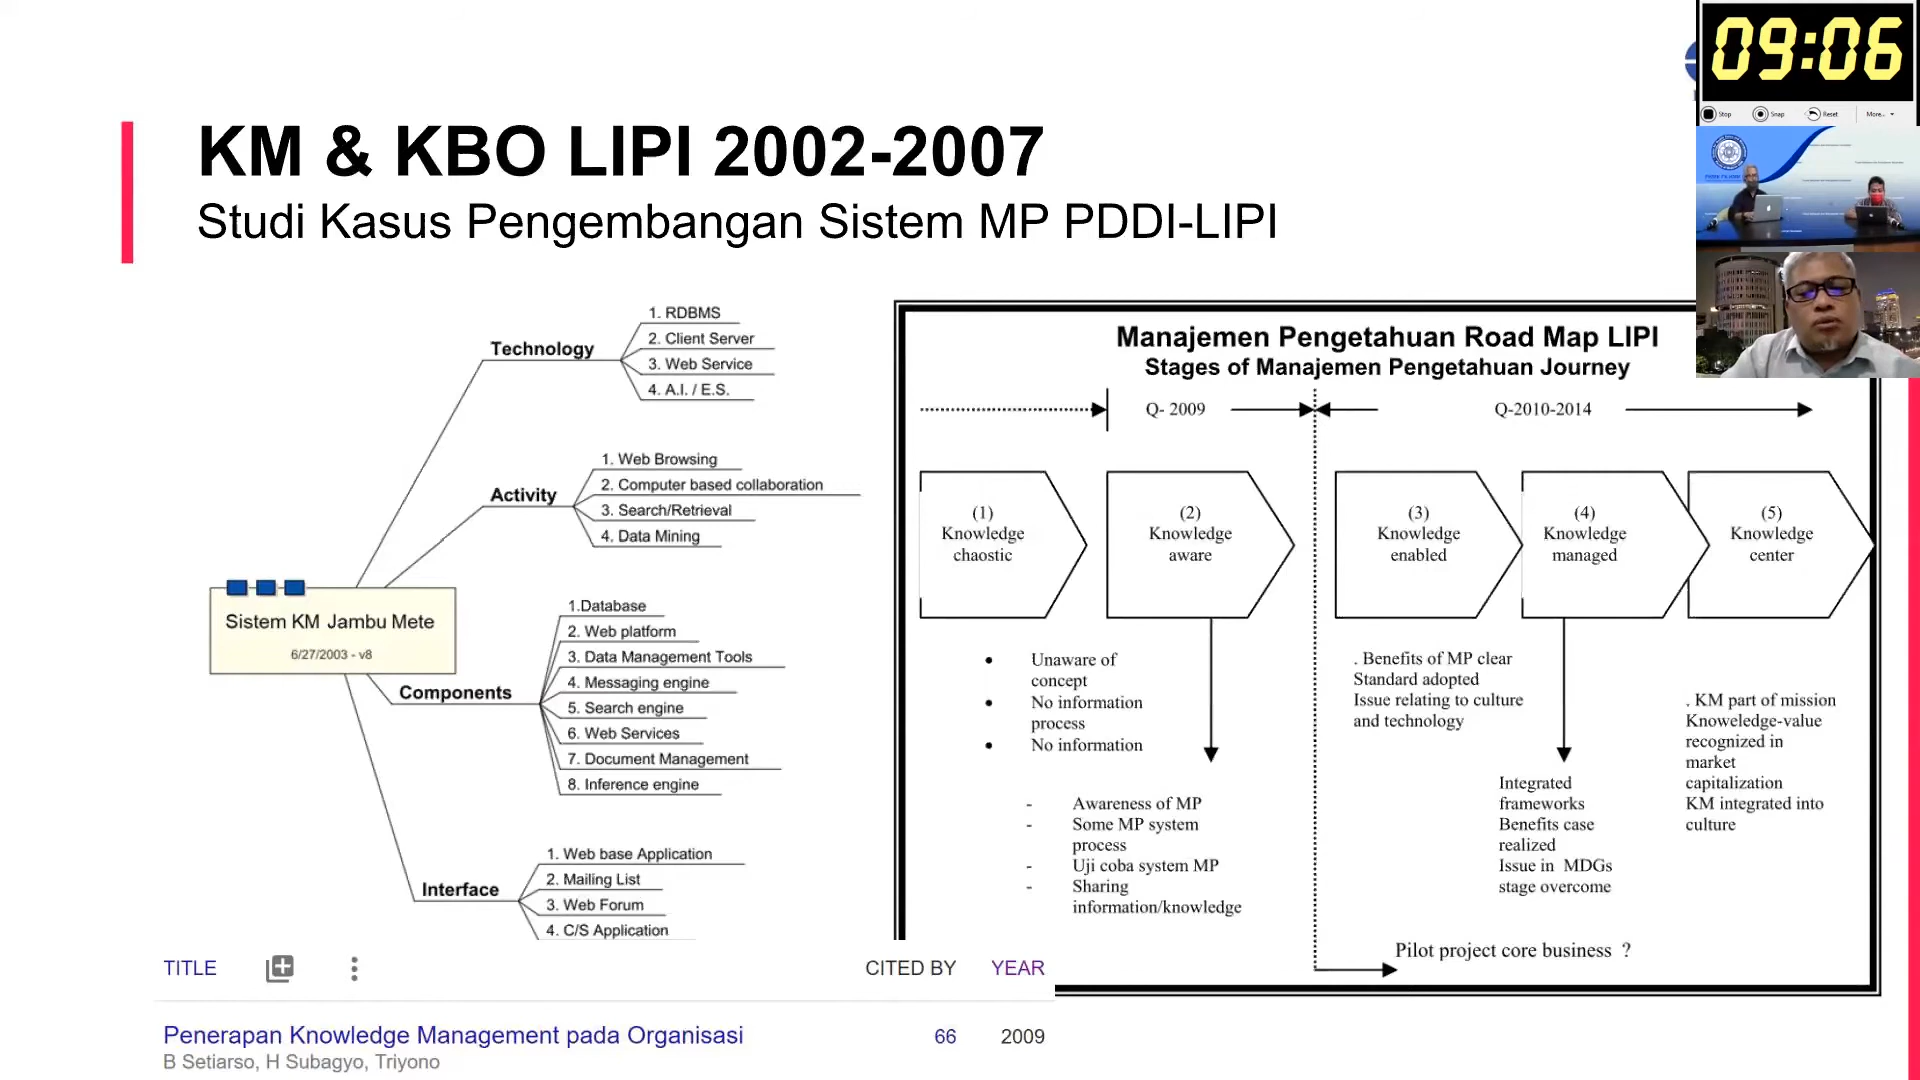 KM & KBO LIPI 2002-2007
Studi Kasus Pengembangan Sistem MP PDDI-LIPI
09:06
Stop
Snap
Reset
More..
Technology
1. RDBMS
2. Client Server
3. Web Service
4. A.I. / E.S.
Activity
1. Web Browsing
2. Computer based collaboration
3. Search/Retrieval
4. Data Mining
Sistem KM Jambu Mete
6/27/2003 - v8
Components
1.Database
2. Web platform
3. Data Management Tools
4. Messaging engine
5. Search engine
6. Web Services
7. Document Management
8. Inference engine
Interface
1. Web base Application
2. Mailing List
3. Web Forum
4. C/S Application
Manajemen Pengetahuan Road Map LIPI
Stages of Manajemen Pengetahuan Journey
Q- 2009
Q-2010-2014
(1)
Knowledge
chaostic
(2)
Knowledge
aware
(3)
Knowledge
enabled
(4)
Knowledge
managed
(5)
Knowledge
center
• Unaware of
concept
• No information
process
• No information
- Awareness of MP
- Some MP system
process
- Uji coba system MP
- Sharing
information/knowledge
. Benefits of MP clear
Standard adopted
Issue relating to culture
and technology
Integrated
frameworks
Benefits case
realized
Issue in MDGs
stage overcome
. KM part of mission
Knoweledge-value
recognized in
market
capitalization
KM integrated into
culture
Pilot project core business ?
TITLE
CITED BY
YEAR
Penerapan Knowledge Management pada Organisasi
66
2009
B Setiarso, H Subagyo, Triyono